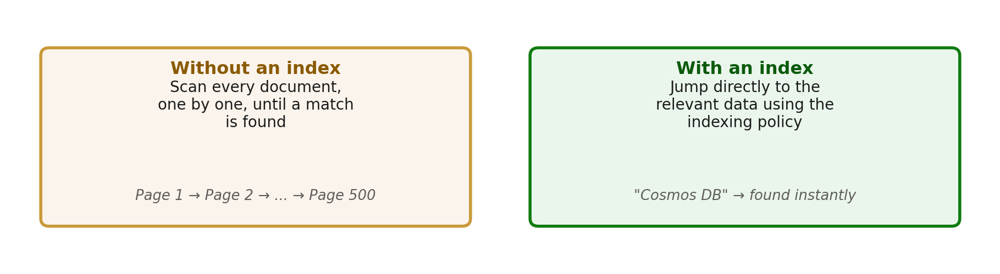 Without an index
Scan every document,
one by one, until a match
is found
Page 1 → Page 2 → ... → Page 500
With an index
Jump directly to the
relevant data using the
indexing policy
"Cosmos DB" → found instantly